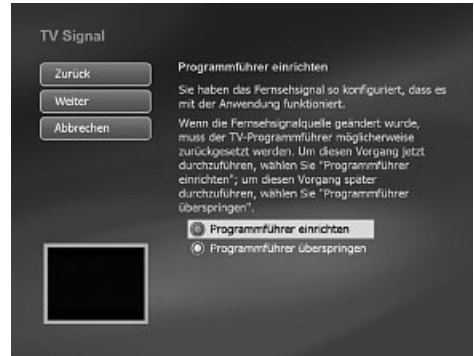 TV Signal
Zurück
Weiter
Abbrechen
Programmführer einrichten
Sie haben das Fernsehsignal so konfiguriert, dass es
mit der Anwendung funktioniert.
Wenn die Fernsehsignalquelle geändert wurde,
muss der TV-Programmführer möglicherweise
zurückgesetzt werden. Um diesen Vorgang jetzt
durchzuführen, wählen Sie "Programmführer
einrichten"; um diesen Vorgang später
durchzuführen, wählen Sie "Programmführer
überspringen".
Programmführer einrichten
Programmführer überspringen